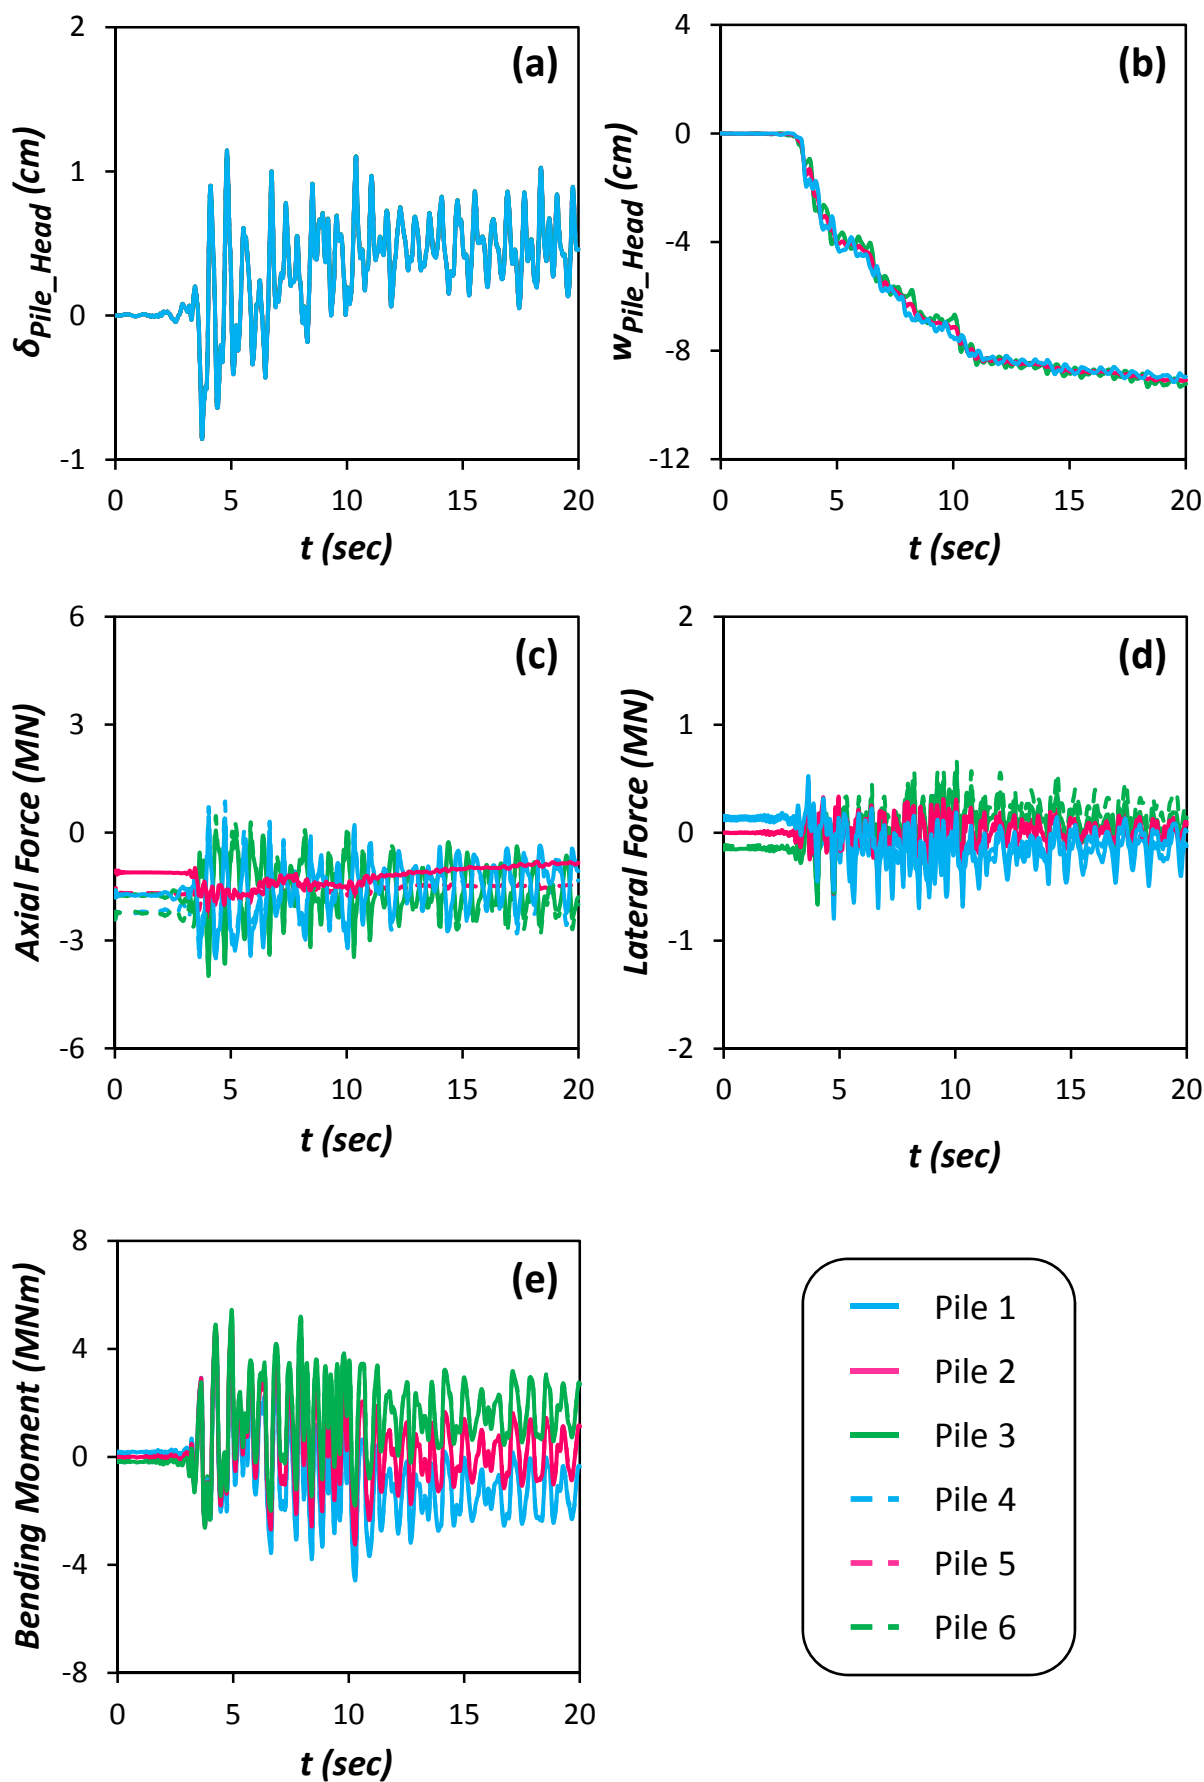 (a)
δPile_Head (cm)
2
1
0
-1
0 5 10 15 20
t (sec)
(b)
wPile_Head (cm)
4
0
-4
-8
-12
0 5 10 15 20
t (sec)
(c)
Axial Force (MN)
6
3
0
-3
-6
0 5 10 15 20
t (sec)
(d)
Lateral Force (MN)
2
1
0
-1
-2
0 5 10 15 20
t (sec)
(e)
Bending Moment (MNm)
8
4
0
-4
-8
0 5 10 15 20
t (sec)
Pile 1
Pile 2
Pile 3
Pile 4
Pile 5
Pile 6